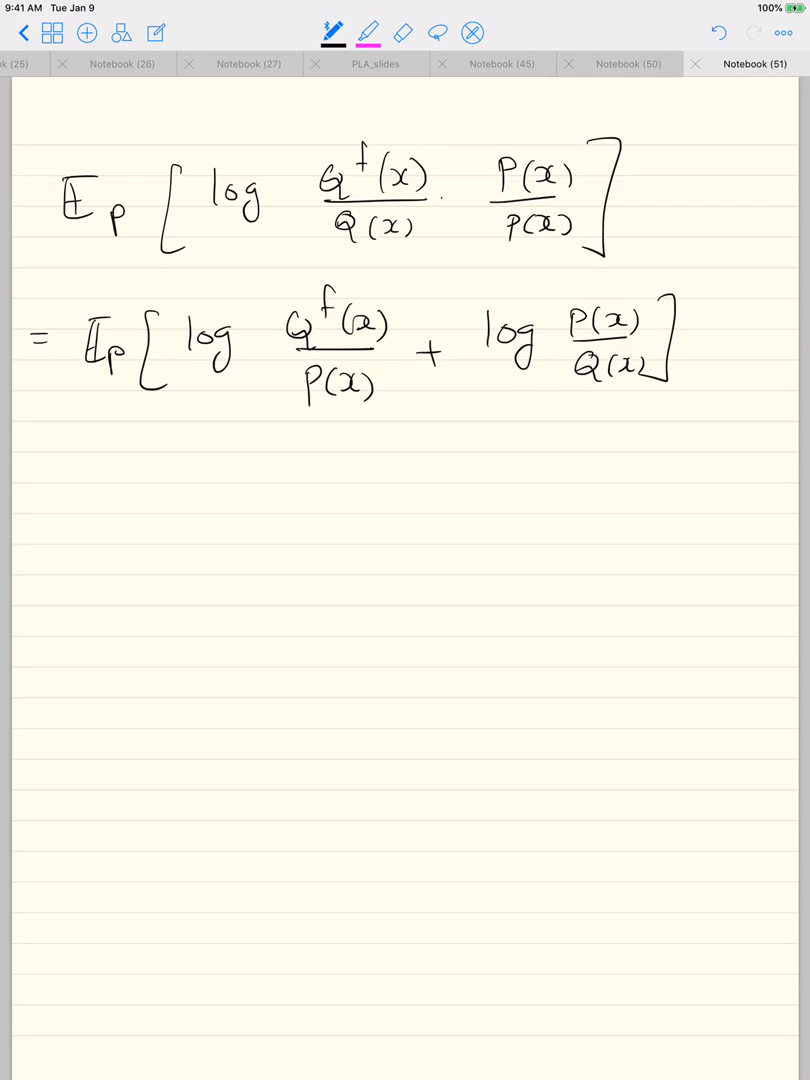 9:41 AM Tue Jan 9 100%
k (25) Notebook (26) Notebook (27) PLA_slides Notebook (45) Notebook (50) Notebook (51)
𝔼_P [ log Q^f(x)/Q(x) · P(x)/P(x) ]
= 𝔼_P [ log Q^f(x)/P(x) + log P(x)/Q(x) ]